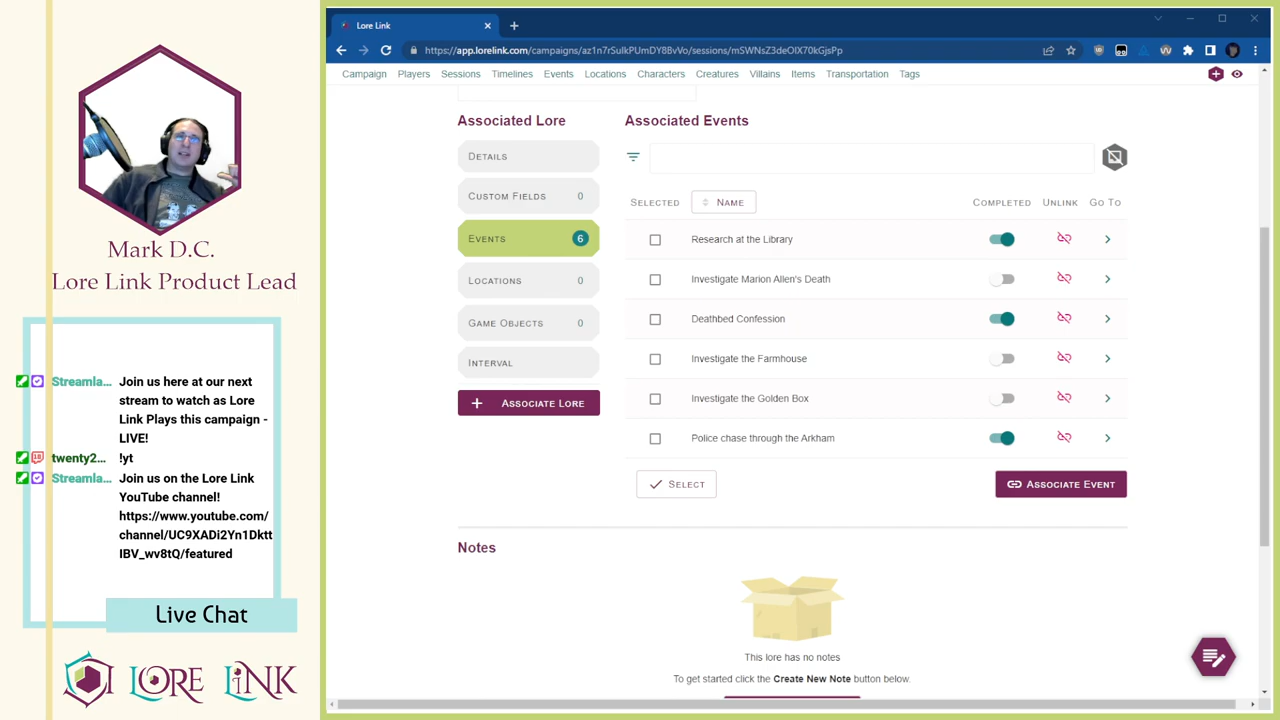 Mark D.C.
Lore Link Product Lead
Streamla... Join us here at our next
stream to watch as Lore
Link Plays this campaign -
LIVE!
18 twenty2... !yt
Streamla... Join us on the Lore Link
YouTube channel!
https://www.youtube.com/
channel/UC9XADi2Yn1Dktt
IBV_wv8tQ/featured
Live Chat
LORE LiNK
Lore Link
https://app.lorelink.com/campaigns/az1n7rSulkPUmDY8BvVo/sessions/mSWNsZ3deOlX70kGjsPp
Campaign Players Sessions Timelines Events Locations Characters Creatures Villains Items Transportation Tags
Associated Lore
DETAILS
CUSTOM FIELDS 0
EVENTS 6
LOCATIONS 0
GAME OBJECTS 0
INTERVAL
+ ASSOCIATE LORE
Associated Events
SELECTED NAME COMPLETED UNLINK GO TO
Research at the Library
Investigate Marion Allen's Death
Deathbed Confession
Investigate the Farmhouse
Investigate the Golden Box
Police chase through the Arkham
SELECT
ASSOCIATE EVENT
Notes
This lore has no notes
To get started click the Create New Note button below.